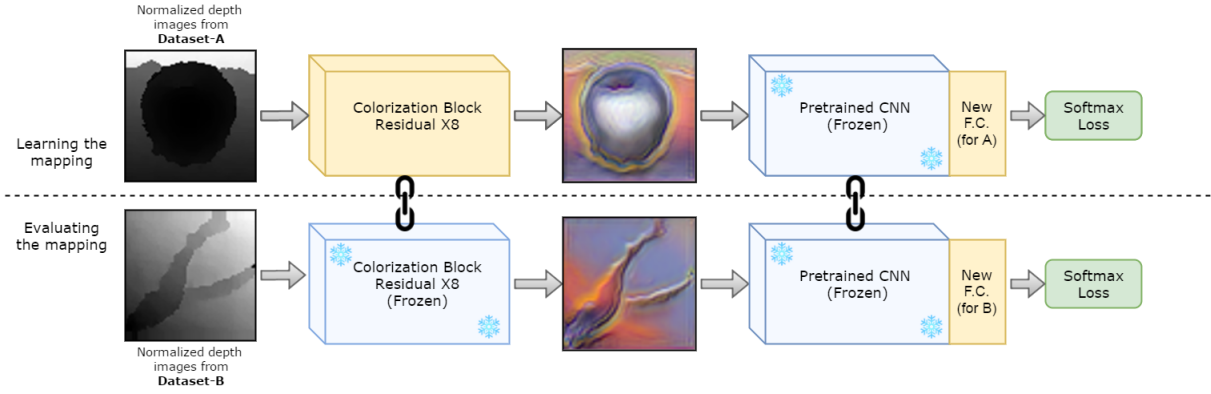 Normalized depth
images from
Dataset-A
Learning the
mapping
Colorization Block
Residual X8
Pretrained CNN
(Frozen)
New
F.C.
(for A)
Softmax
Loss
Evaluating
the mapping
Colorization Block
Residual X8
(Frozen)
Pretrained CNN
(Frozen)
New
F.C.
(for B)
Softmax
Loss
Normalized depth
images from
Dataset-B